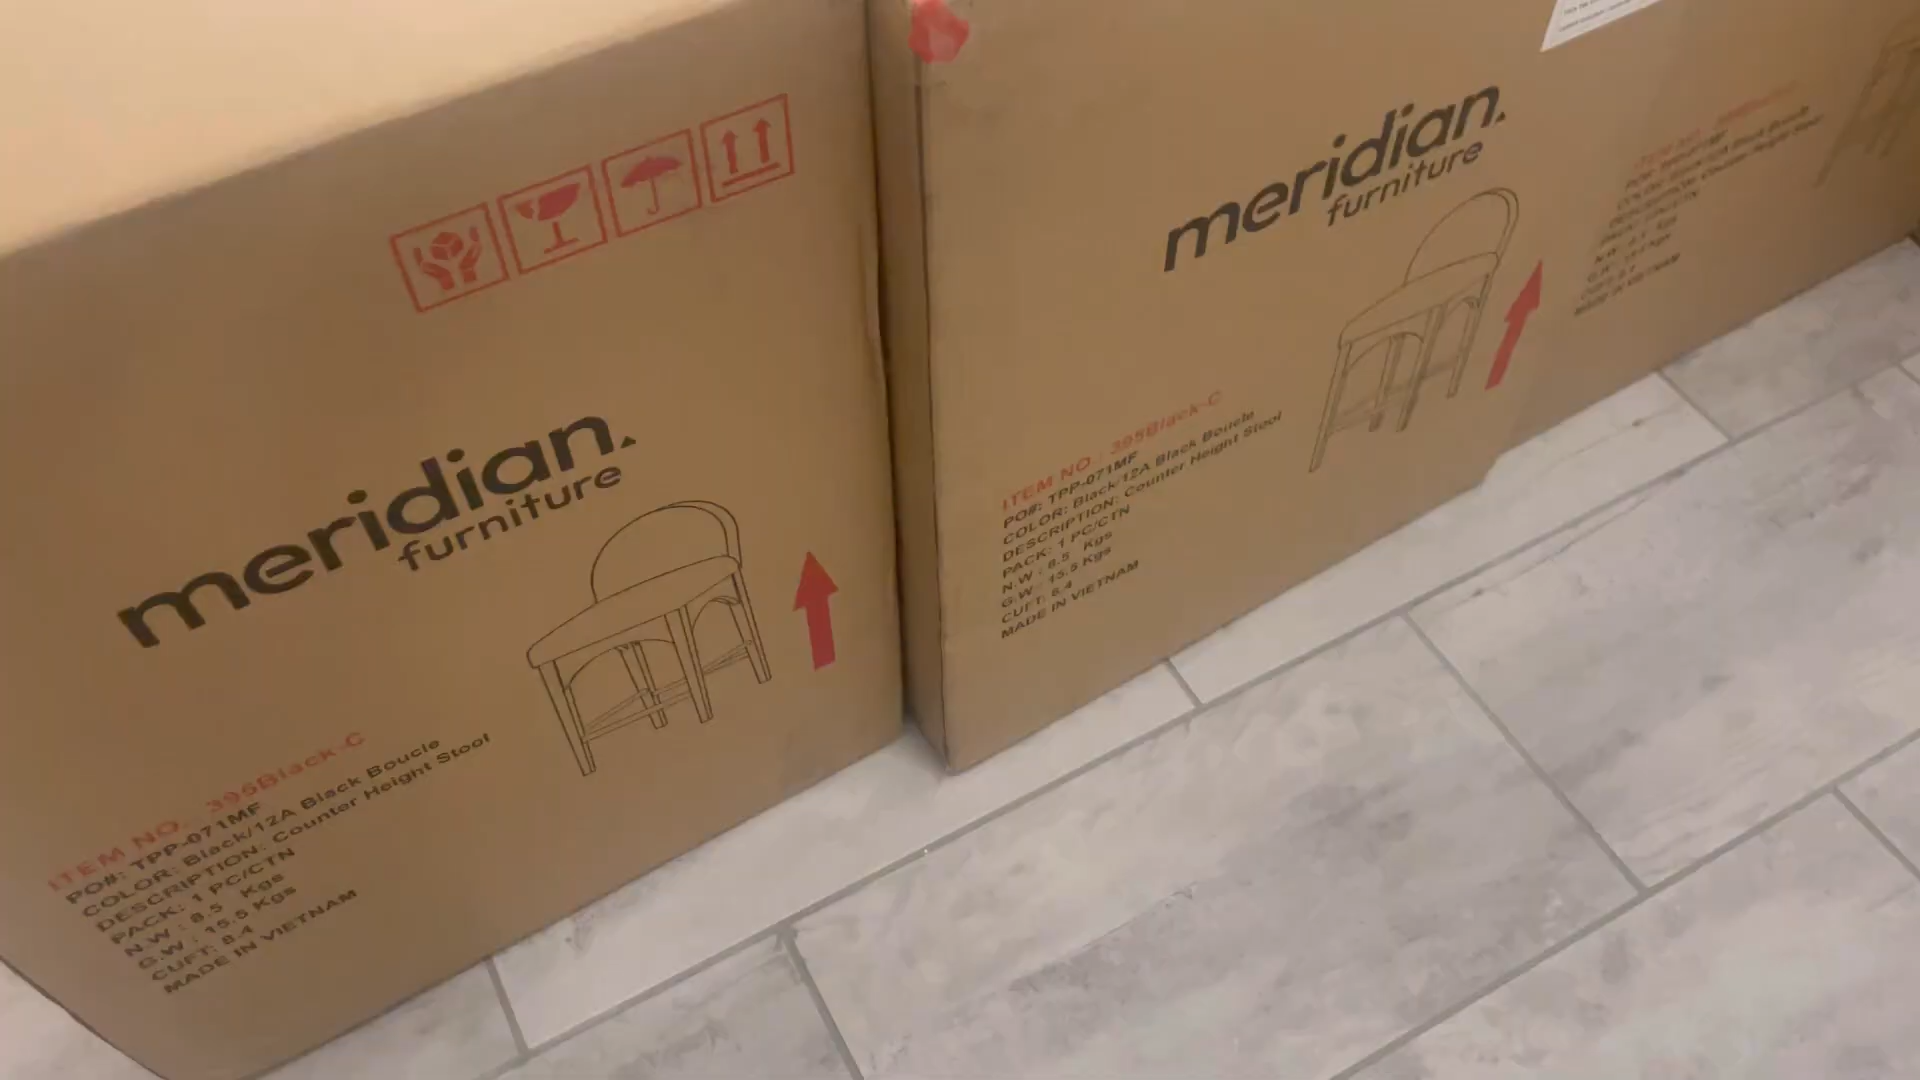 meridian.
furniture
ITEM NO.: 395Black-C
PO#: TPP-071MF
COLOR: Black/12A Black Boucle
DESCRIPTION: Counter Height Stool
PACK: 1 PC/CTN
N.W : 8.5 Kgs
G.W : 15.5 Kgs
CUFT: 8.4
MADE IN VIETNAM
meridian.
furniture
ITEM NO.: 395Black-C
PO#: TPP-071MF
COLOR: Black/12A Black Boucle
DESCRIPTION: Counter Height Stool
PACK: 1 PC/CTN
N.W : 8.5 Kgs
G.W : 15.5 Kgs
CUFT: 8.4
MADE IN VIETNAM